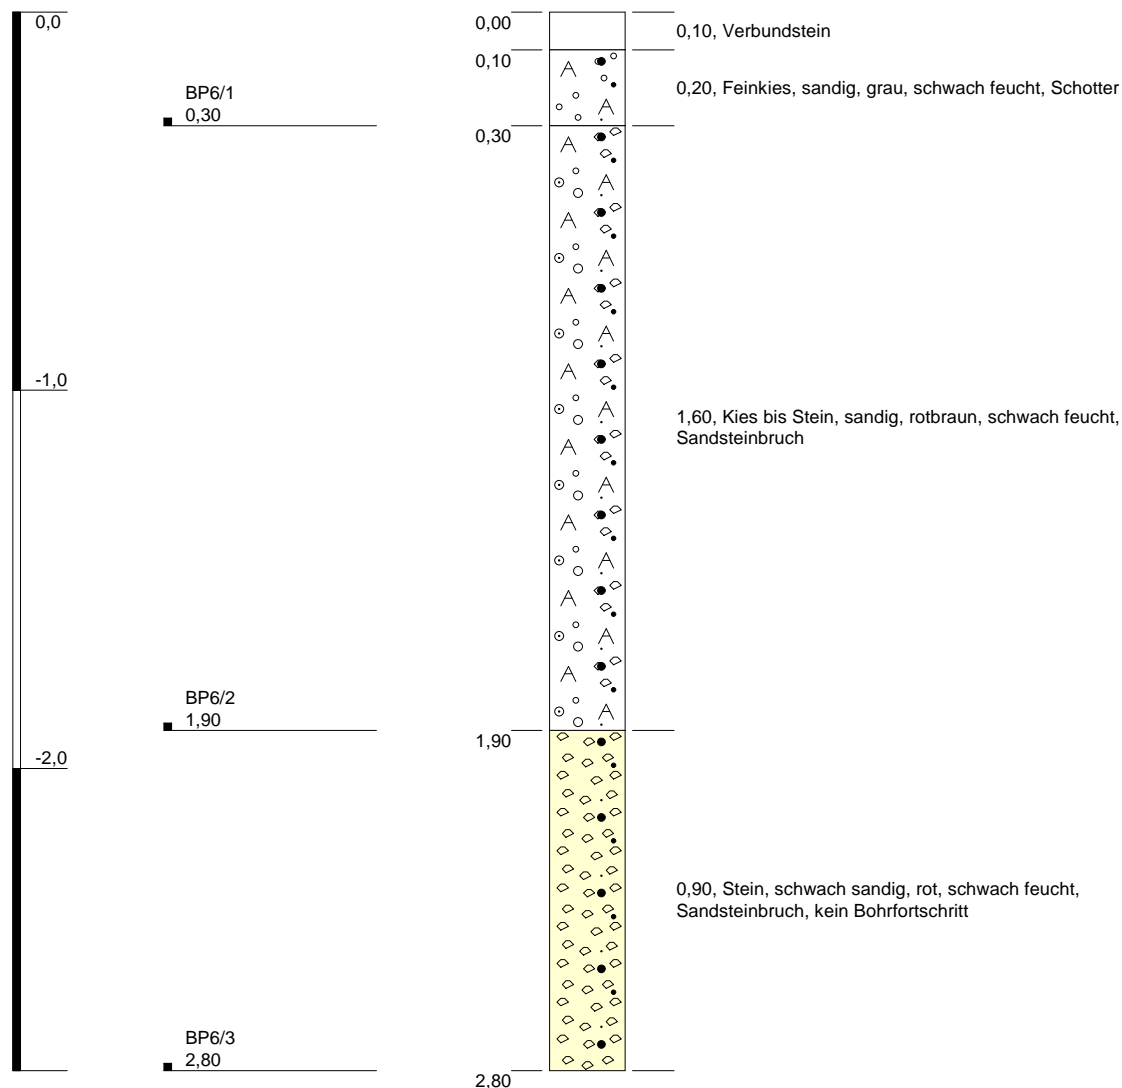 0,0
0,00
0,10, Verbundstein
0,10
0,20, Feinkies, sandig, grau, schwach feucht, Schotter
BP6/1
0,30
0,30
-1,0
1,60, Kies bis Stein, sandig, rotbraun, schwach feucht,
Sandsteinbruch
BP6/2
1,90
1,90
-2,0
0,90, Stein, schwach sandig, rot, schwach feucht,
Sandsteinbruch, kein Bohrfortschritt
BP6/3
2,80
2,80